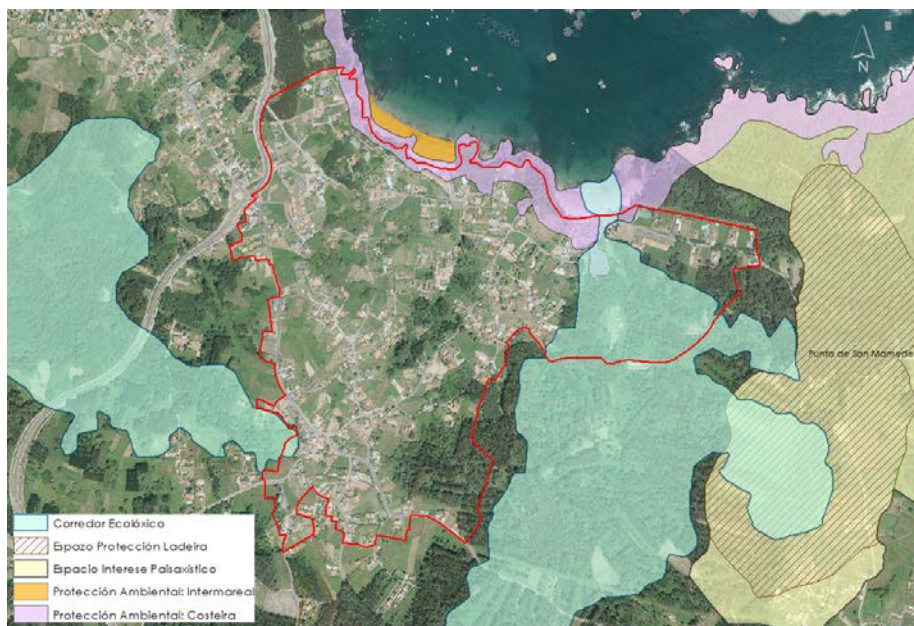 N
Punta de San Mamede
Corredor Ecolóxico
Espazo Protección Ladeira
Espacio Interese Paisaxístico
Protección Ambiental: Intermareal
Protección Ambiental: Costeira